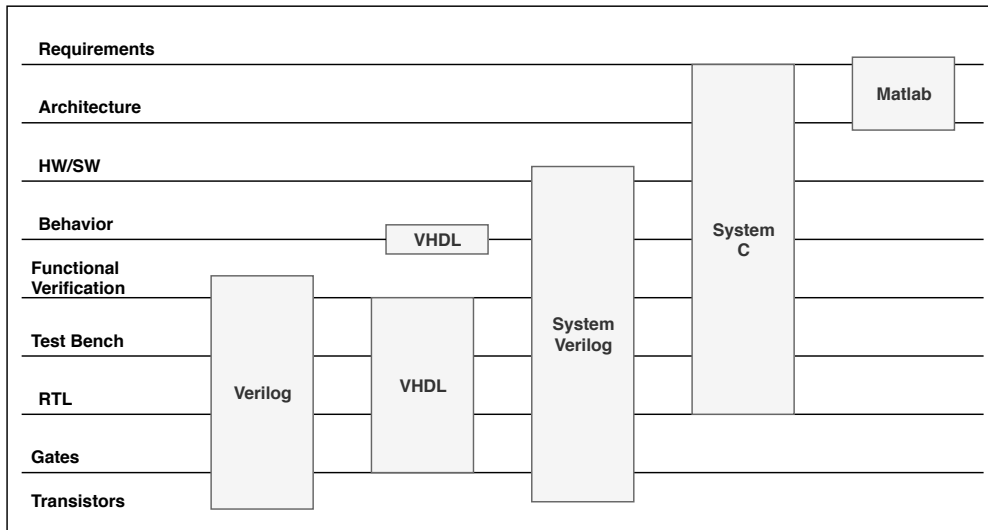 Requirements
Matlab
Architecture
HW/SW
Behavior
VHDL
System
C
Functional
Verification
System
Verilog
Test Bench
Verilog
VHDL
RTL
Gates
Transistors